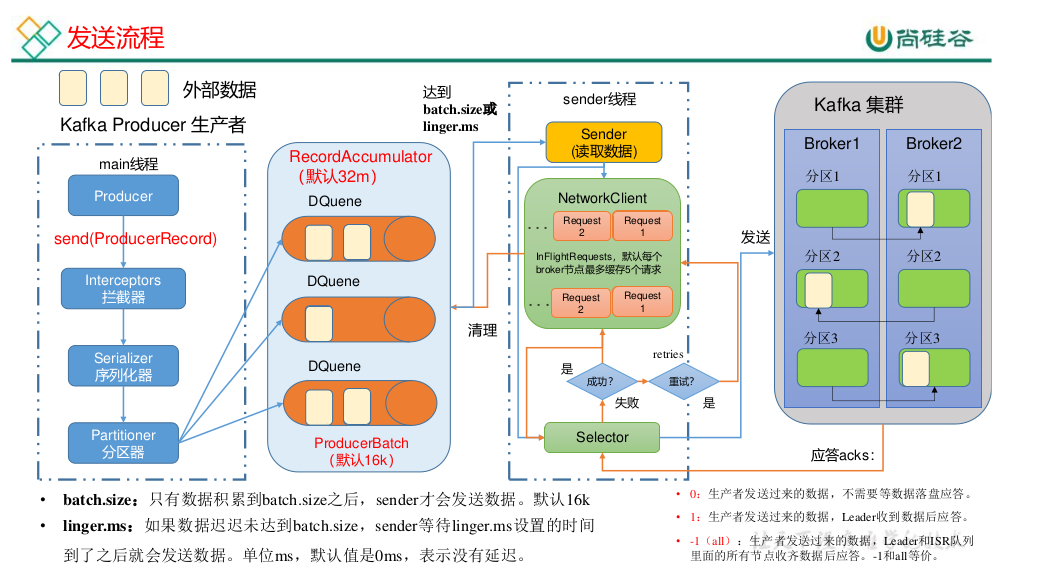 发送流程
尚硅谷
外部数据
Kafka Producer 生产者
main线程
Producer
send(ProducerRecord)
Interceptors
拦截器
Serializer
序列化器
Partitioner
分区器
RecordAccumulator
（默认32m）
DQuene
DQuene
DQuene
ProducerBatch
（默认16k）
达到
batch.size或
linger.ms
sender线程
Sender
(读取数据)
NetworkClient
... Request 2 Request 1
InFlightRequests，默认每个
broker节点最多缓存5个请求
... Request 2 Request 1
清理
retries
是
成功?
重试?
失败
是
Selector
发送
Kafka 集群
Broker1
Broker2
分区1
分区1
分区2
分区2
分区3
分区3
应答acks：
• batch.size：只有数据积累到batch.size之后，sender才会发送数据。默认16k
• linger.ms：如果数据迟迟未达到batch.size，sender等待linger.ms设置的时间
到了之后就会发送数据。单位ms，默认值是0ms，表示没有延迟。
• 0：生产者发送过来的数据，不需要等数据落盘应答。
• 1：生产者发送过来的数据，Leader收到数据后应答。
• -1（all）：生产者发送过来的数据，Leader和ISR队列
里面的所有节点收齐数据后应答。-1和all等价。